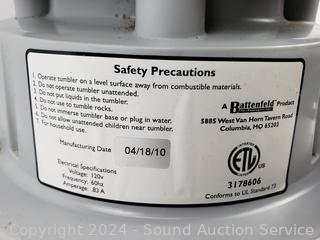 Safety Precautions
1. Operate tumbler on a level surface away from combustible materials.
2. Do not operate tumbler unattended.
3. Do not put liquids in the tumbler.
4. Do not use to tumble rocks.
5. Do not immerse tumbler base or plug in water.
6. Do not allow unattended children near tumbler.
7. For household use.
Manufacturing Date 04/18/10
Electrical Specifications
Voltage: 120v
Frequency: 60hz
Amperage: .83 A
A Battenfeld Product
5885 West Van Horn Tavern Road
Columbia, MO 65203
ETL
US
3178606
Conforms to UL Standard 73
Copyright © 2024 - Sound Auction Service